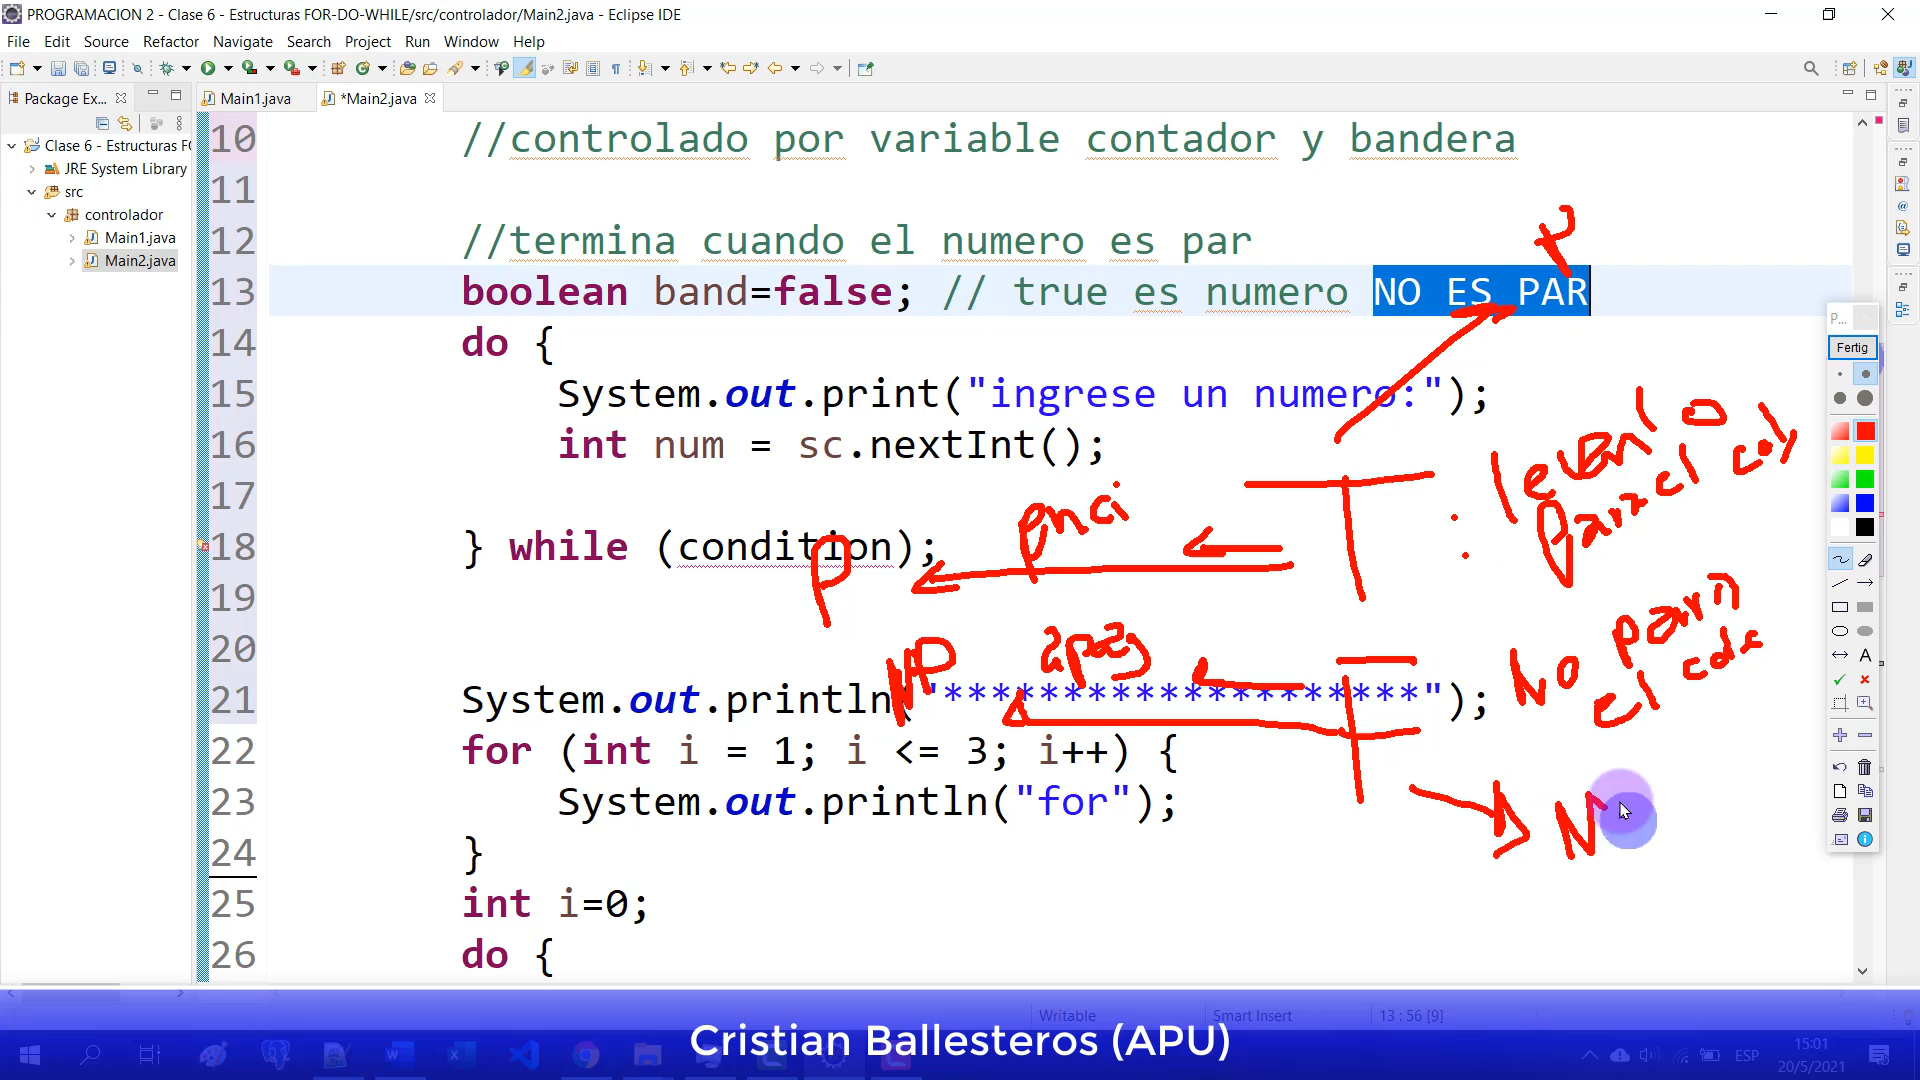 PROGRAMACION 2 - Clase 6 - Estructuras FOR-DO-WHILE/src/controlador/Main2.java - Eclipse IDE
File Edit Source Refactor Navigate Search Project Run Window Help
Package Ex... Main1.java *Main2.java
Clase 6 - Estructuras F
JRE System Library
src
controlador
Main1.java
Main2.java
10 //controlado por variable contador y bandera
11
12 //termina cuando el numero es par
13 boolean band=false; // true es numero NO ES PAR
14 do {
15 System.out.print("ingrese un numero:");
16 int num = sc.nextInt();
17
18 } while (condition);
19
20
21 System.out.println("********************");
22 for (int i = 1; i <= 3; i++) {
23 System.out.println("for");
24 }
25 int i=0;
26 do {
P
T : levanto
para el col
P
NP
No para
el
N
P...
Fertig
A
Writable Smart Insert 13 : 56 [9]
Cristian Ballesteros (APU)
ESP
15:01
20/5/2021